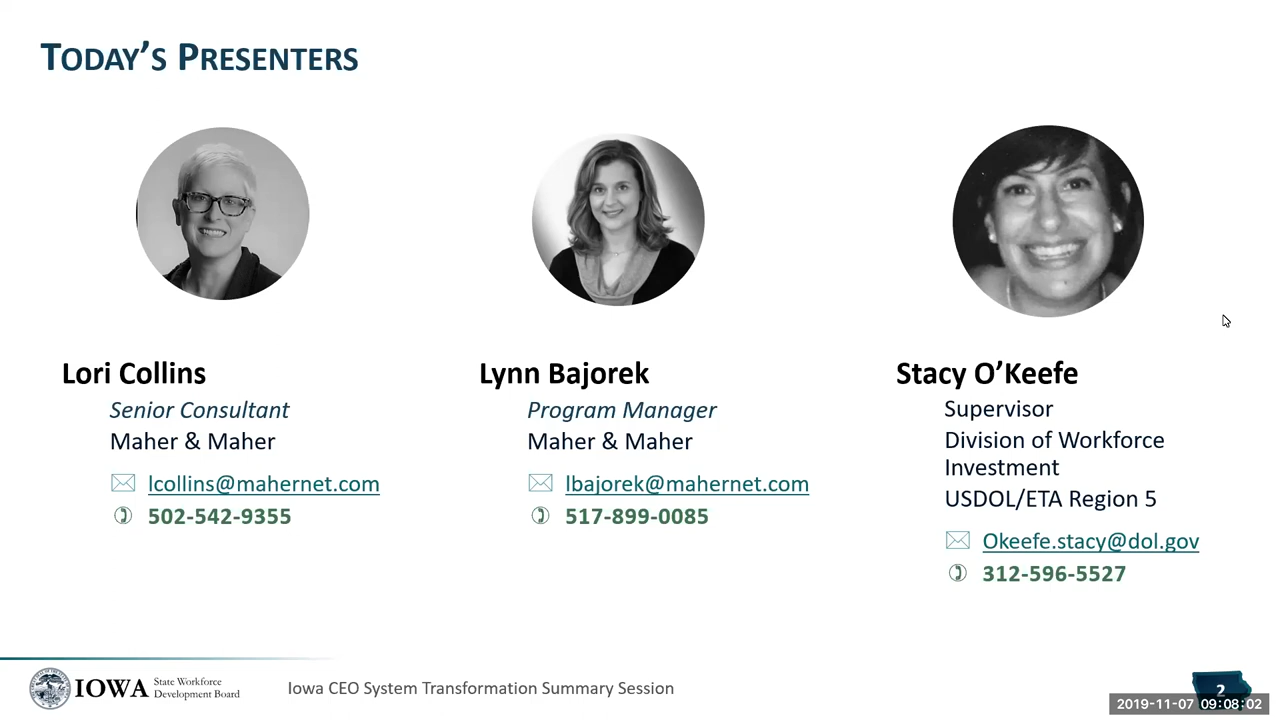 TODAY’S PRESENTERS
Lori Collins
Senior Consultant
Maher & Maher
lcollins@mahernet.com
502-542-9355
Lynn Bajorek
Program Manager
Maher & Maher
lbajorek@mahernet.com
517-899-0085
Stacy O’Keefe
Supervisor
Division of Workforce
Investment
USDOL/ETA Region 5
Okeefe.stacy@dol.gov
312-596-5527
IOWA State Workforce
Development Board
Iowa CEO System Transformation Summary Session
2
2019-11-07 09:08:02